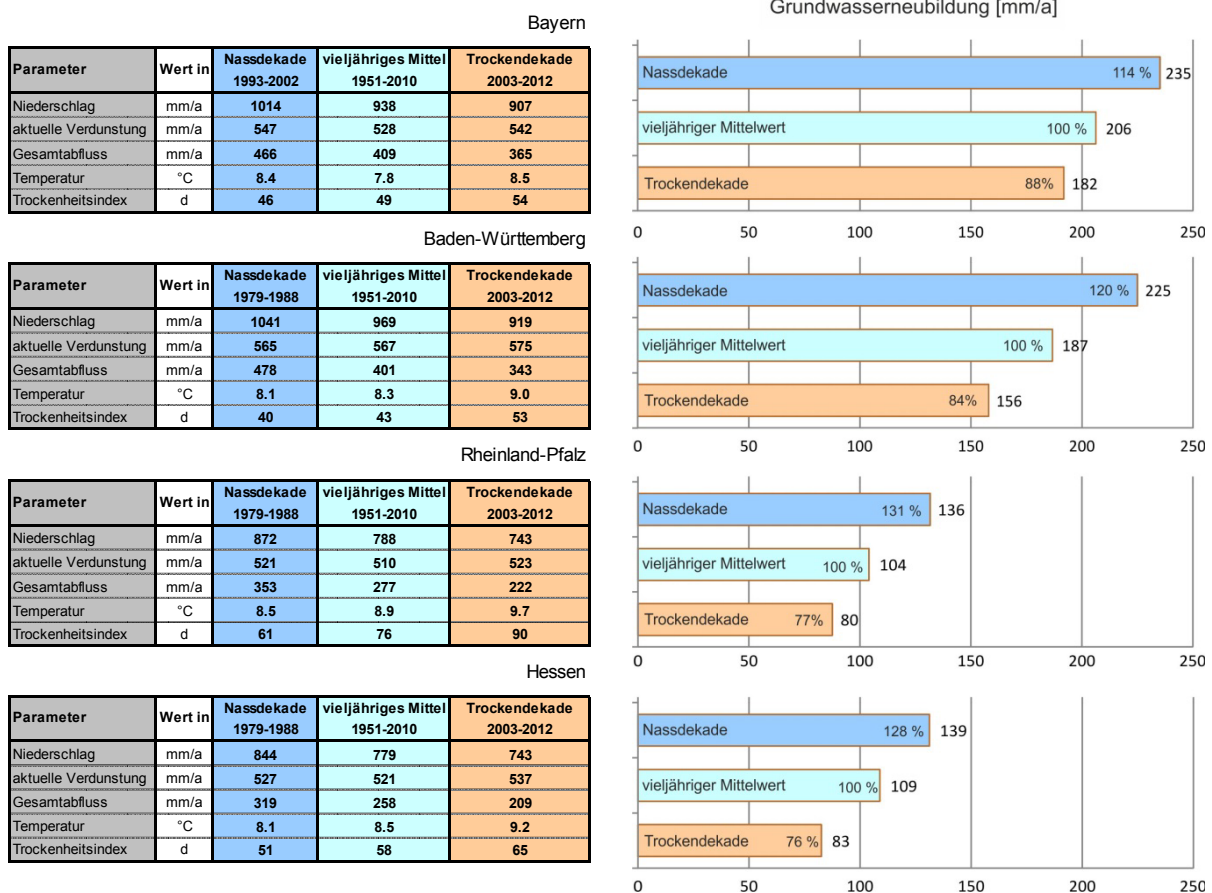 Grundwasserneubildung [mm/a]
Bayern
Parameter Wert in Nassdekade 1993-2002 vieljähriges Mittel 1951-2010 Trockendekade 2003-2012
Niederschlag mm/a 1014 938 907
aktuelle Verdunstung mm/a 547 528 542
Gesamtabfluss mm/a 466 409 365
Temperatur °C 8.4 7.8 8.5
Trockenheitsindex d 46 49 54
Nassdekade 114 % 235
vieljähriger Mittelwert 100 % 206
Trockendekade 88% 182
0 50 100 150 200 250
Baden-Württemberg
Parameter Wert in Nassdekade 1979-1988 vieljähriges Mittel 1951-2010 Trockendekade 2003-2012
Niederschlag mm/a 1041 969 919
aktuelle Verdunstung mm/a 565 567 575
Gesamtabfluss mm/a 478 401 343
Temperatur °C 8.1 8.3 9.0
Trockenheitsindex d 40 43 53
Nassdekade 120 % 225
vieljähriger Mittelwert 100 % 187
Trockendekade 84% 156
0 50 100 150 200 250
Rheinland-Pfalz
Parameter Wert in Nassdekade 1979-1988 vieljähriges Mittel 1951-2010 Trockendekade 2003-2012
Niederschlag mm/a 872 788 743
aktuelle Verdunstung mm/a 521 510 523
Gesamtabfluss mm/a 353 277 222
Temperatur °C 8.5 8.9 9.7
Trockenheitsindex d 61 76 90
Nassdekade 131 % 136
vieljähriger Mittelwert 100 % 104
Trockendekade 77% 80
0 50 100 150 200 250
Hessen
Parameter Wert in Nassdekade 1979-1988 vieljähriges Mittel 1951-2010 Trockendekade 2003-2012
Niederschlag mm/a 844 779 743
aktuelle Verdunstung mm/a 527 521 537
Gesamtabfluss mm/a 319 258 209
Temperatur °C 8.1 8.5 9.2
Trockenheitsindex d 51 58 65
Nassdekade 128 % 139
vieljähriger Mittelwert 100 % 109
Trockendekade 76 % 83
0 50 100 150 200 250